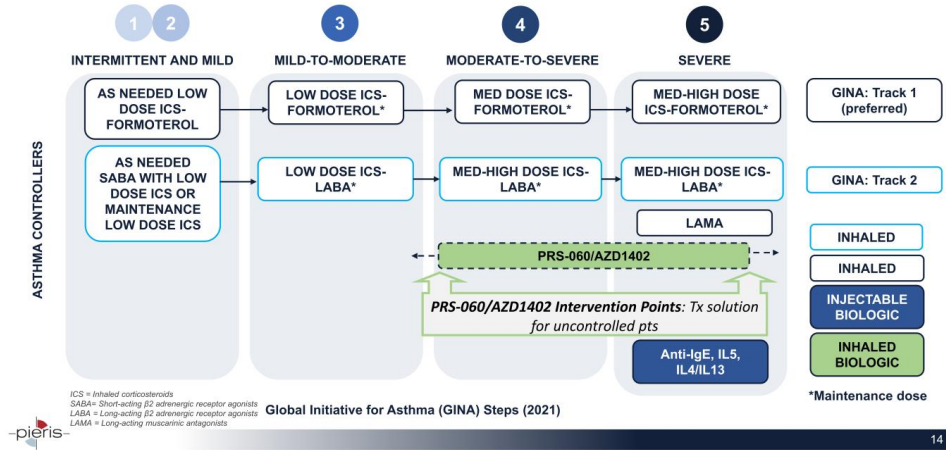 1
2
3
4
5
INTERMITTENT AND MILD
MILD-TO-MODERATE
MODERATE-TO-SEVERE
SEVERE
ASTHMA CONTROLLERS
AS NEEDED LOW
DOSE ICS-
FORMOTEROL
LOW DOSE ICS-
FORMOTEROL*
MED DOSE ICS-
FORMOTEROL*
MED-HIGH DOSE
ICS-FORMOTEROL*
GINA: Track 1
(preferred)
AS NEEDED
SABA WITH LOW
DOSE ICS OR
MAINTENANCE
LOW DOSE ICS
LOW DOSE ICS-
LABA*
MED-HIGH DOSE ICS-
LABA*
MED-HIGH DOSE ICS-
LABA*
GINA: Track 2
LAMA
PRS-060/AZD1402
PRS-060/AZD1402 Intervention Points: Tx solution
for uncontrolled pts
Anti-IgE, IL5,
IL4/IL13
INHALED
INHALED
INJECTABLE
BIOLOGIC
INHALED
BIOLOGIC
*Maintenance dose
ICS = Inhaled corticosteroids
SABA= Short-acting β2 adrenergic receptor agonists
LABA = Long-acting β2 adrenergic receptor agonists
LAMA = Long-acting muscarinic antagonists
Global Initiative for Asthma (GINA) Steps (2021)
pieris
14